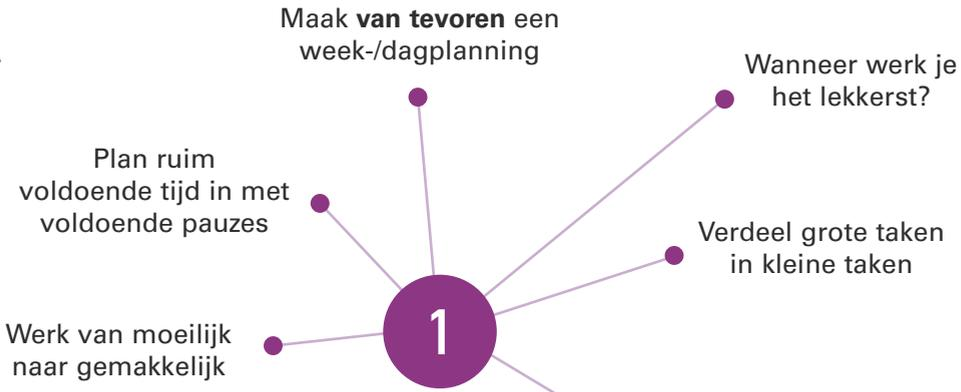 Maak van tevoren een
week-/dagplanning
Wanneer werk je
het lekkerst?
Plan ruim
voldoende tijd in met
voldoende pauzes
Verdeel grote taken
in kleine taken
Werk van moeilijk
naar gemakkelijk
1